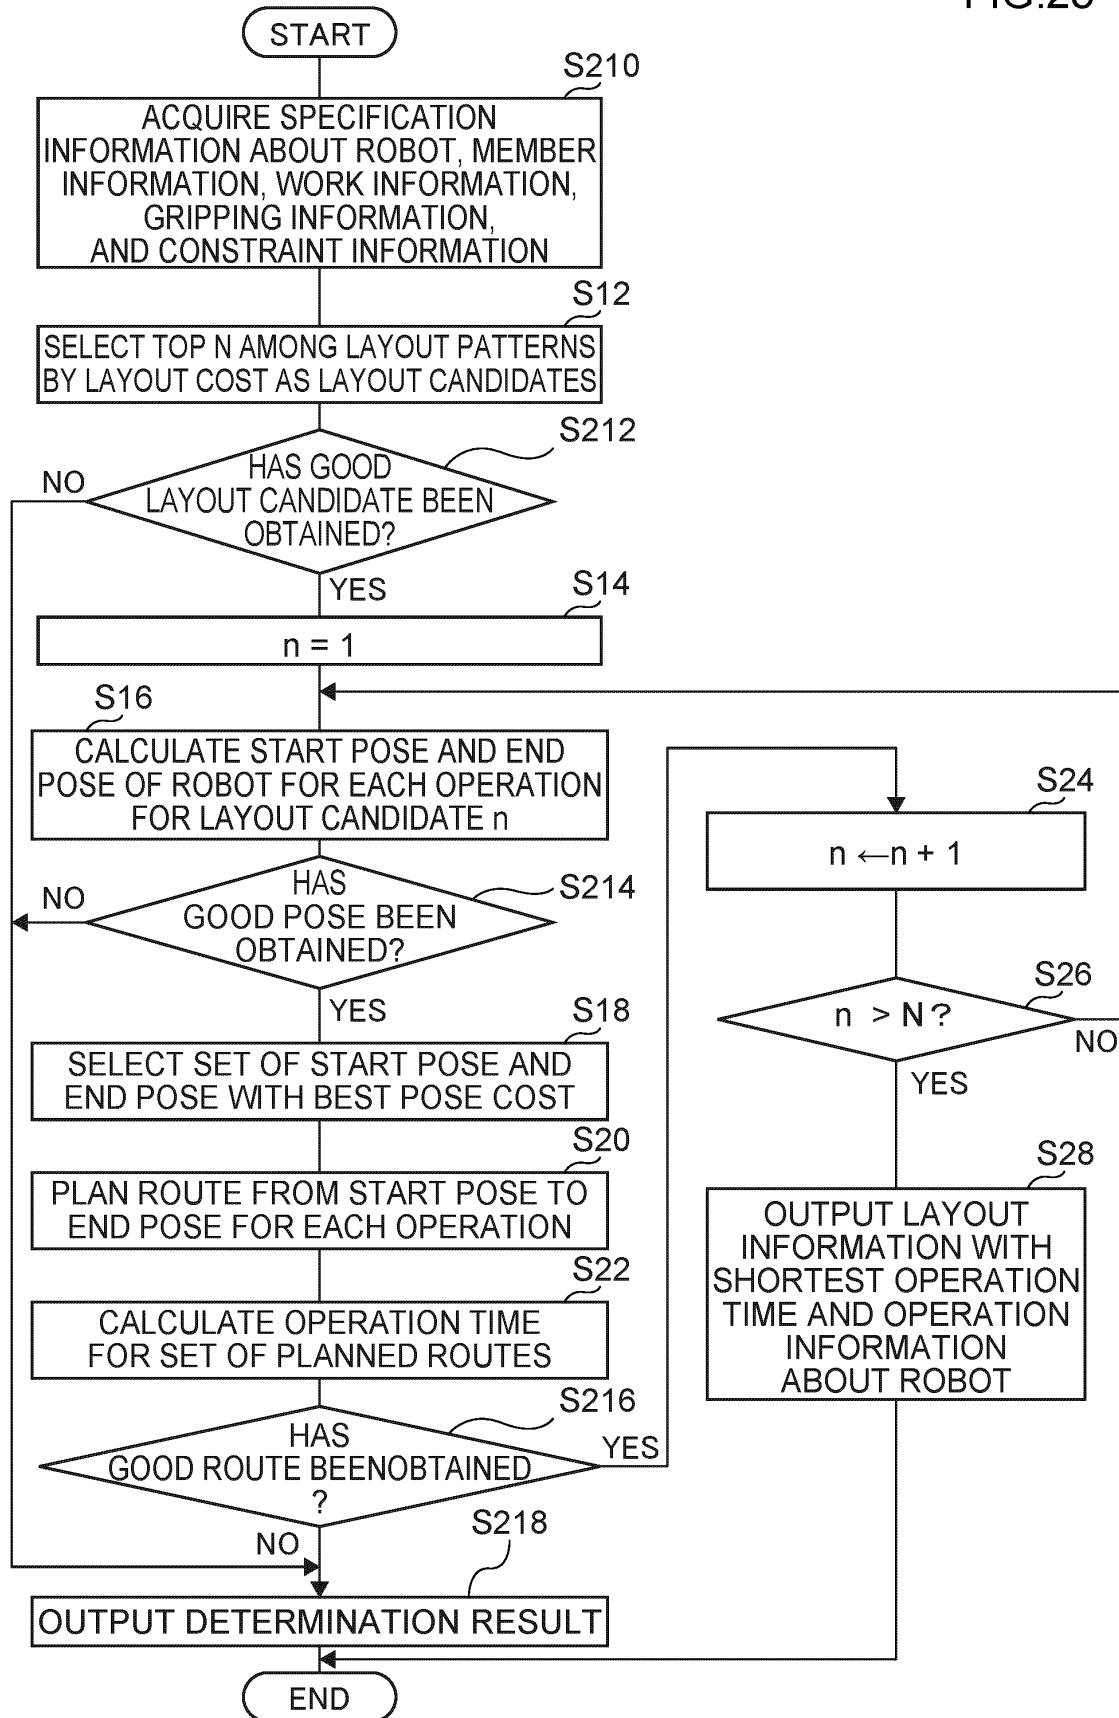 FIG.23
START
S210
ACQUIRE SPECIFICATION
INFORMATION ABOUT ROBOT, MEMBER
INFORMATION, WORK INFORMATION,
GRIPPING INFORMATION,
AND CONSTRAINT INFORMATION
S12
SELECT TOP N AMONG LAYOUT PATTERNS
BY LAYOUT COST AS LAYOUT CANDIDATES
S212
HAS GOOD
LAYOUT CANDIDATE BEEN
OBTAINED?
NO
YES
S14
n = 1
S16
CALCULATE START POSE AND END
POSE OF ROBOT FOR EACH OPERATION
FOR LAYOUT CANDIDATE n
S214
HAS
GOOD POSE BEEN
OBTAINED?
NO
YES
S18
SELECT SET OF START POSE AND
END POSE WITH BEST POSE COST
S20
PLAN ROUTE FROM START POSE TO
END POSE FOR EACH OPERATION
S22
CALCULATE OPERATION TIME
FOR SET OF PLANNED ROUTES
S216
HAS
GOOD ROUTE BEENOBTAINED
?
YES
NO
S218
OUTPUT DETERMINATION RESULT
END
S24
n ←n + 1
S26
n > N?
NO
YES
S28
OUTPUT LAYOUT
INFORMATION WITH
SHORTEST OPERATION
TIME AND OPERATION
INFORMATION
ABOUT ROBOT